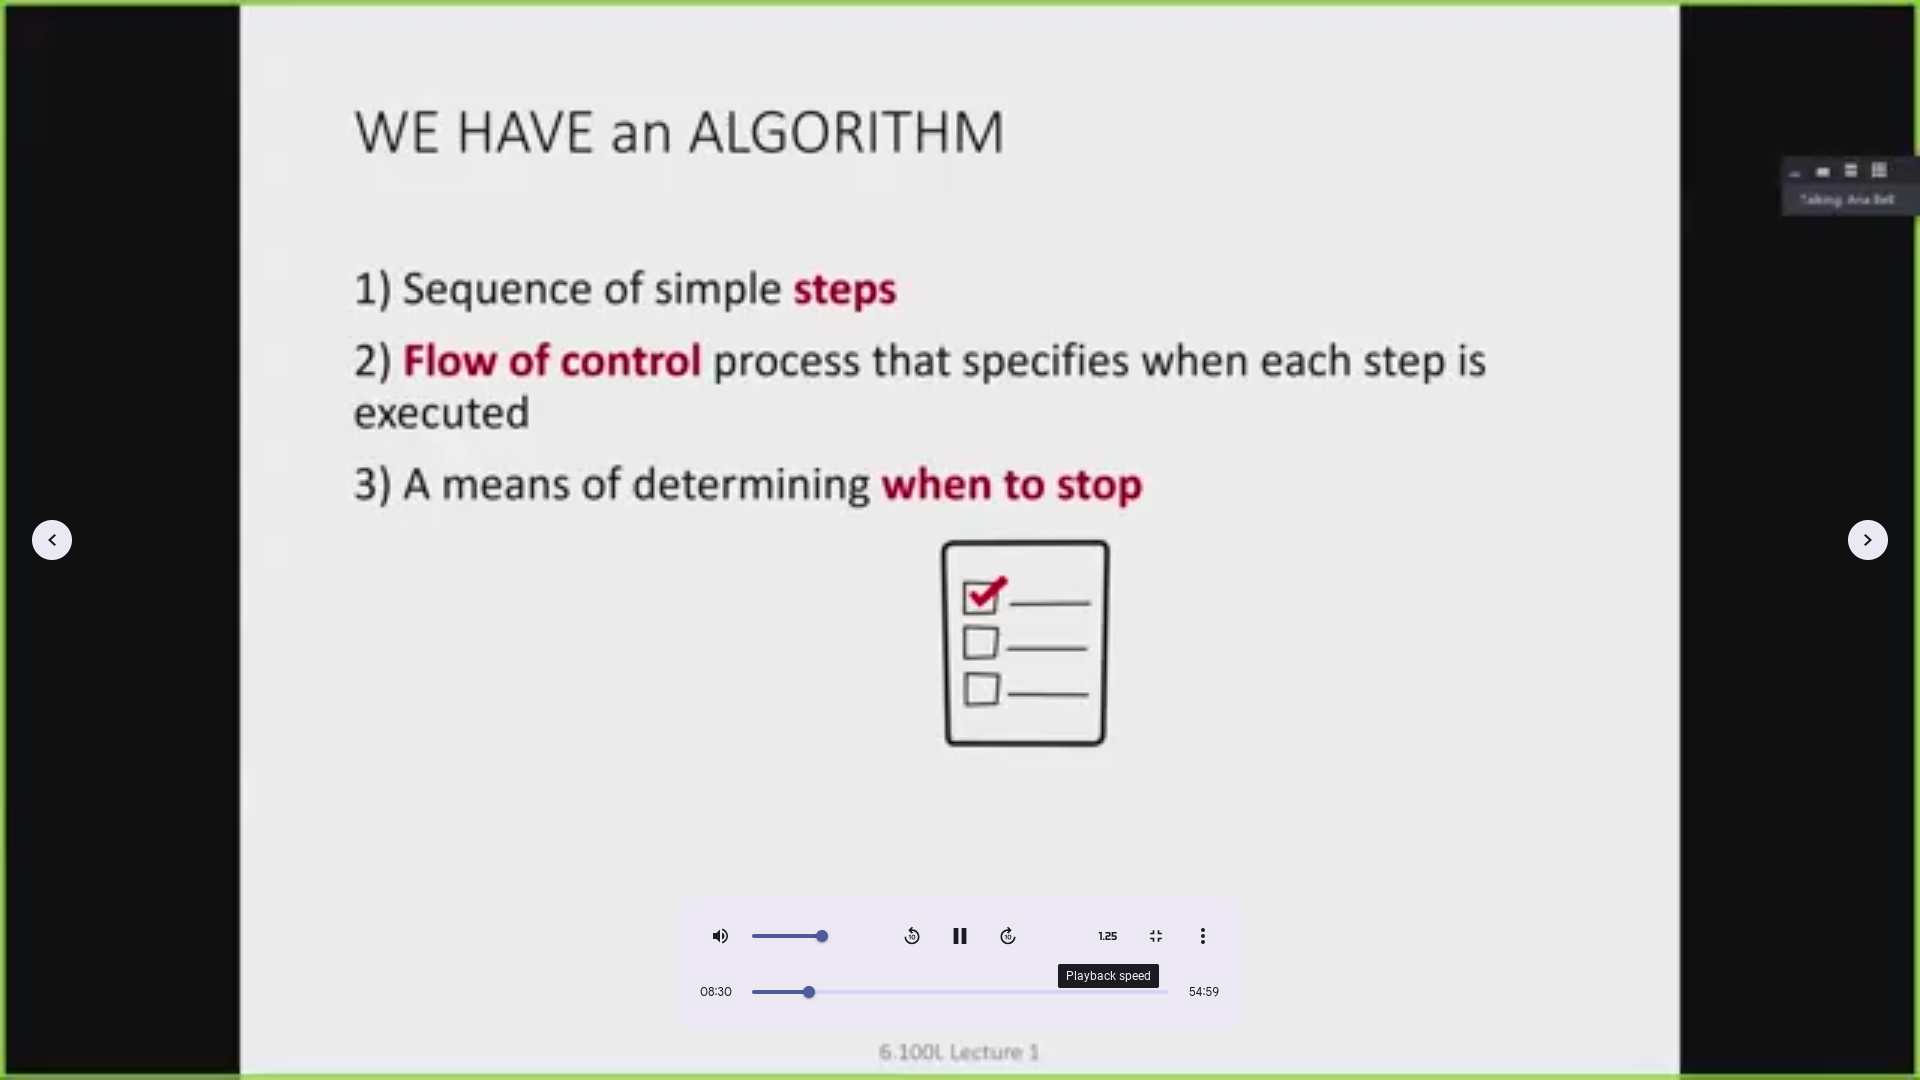 WE HAVE an ALGORITHM
Talking: Ana Bell
1) Sequence of simple steps
2) Flow of control process that specifies when each step is
executed
3) A means of determining when to stop
10
10
1.25
Playback speed
08:30
54:59
6.100L Lecture 1